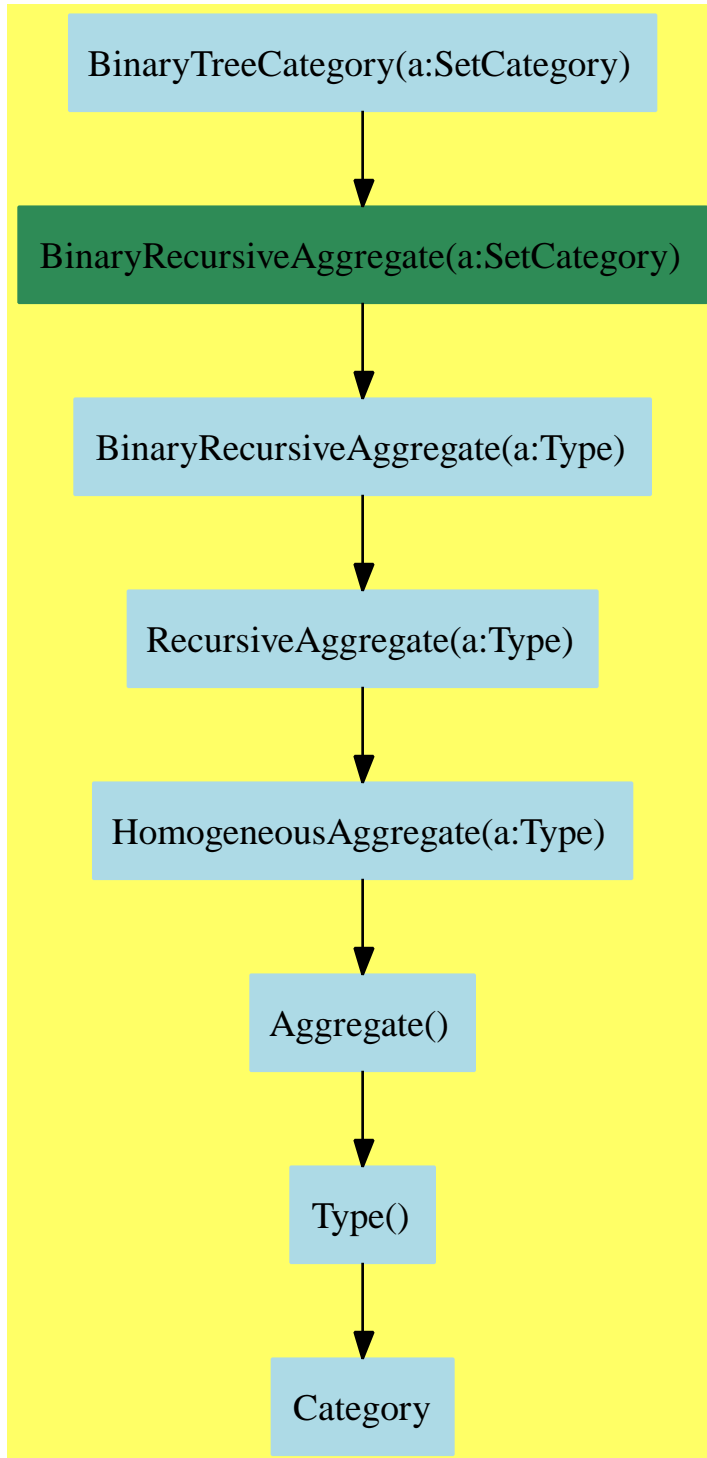 BinaryTreeCategory(a:SetCategory)
BinaryRecursiveAggregate(a:SetCategory)
BinaryRecursiveAggregate(a:Type)
RecursiveAggregate(a:Type)
HomogeneousAggregate(a:Type)
Aggregate()
Type()
Category